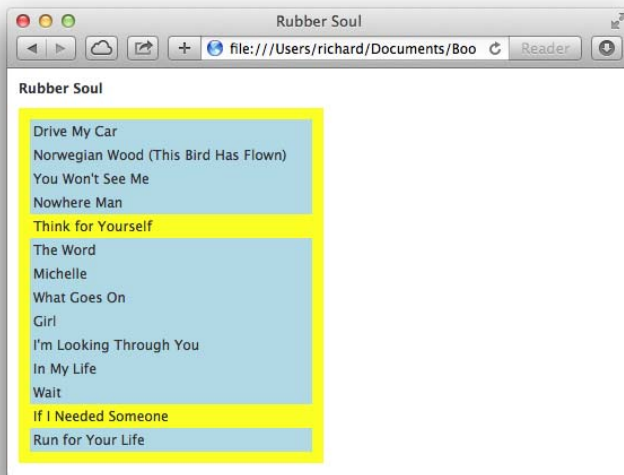 Rubber Soul
file:///Users/richard/Documents/Boo
Reader
Rubber Soul
Drive My Car
Norwegian Wood (This Bird Has Flown)
You Won't See Me
Nowhere Man
Think for Yourself
The Word
Michelle
What Goes On
Girl
I'm Looking Through You
In My Life
Wait
If I Needed Someone
Run for Your Life